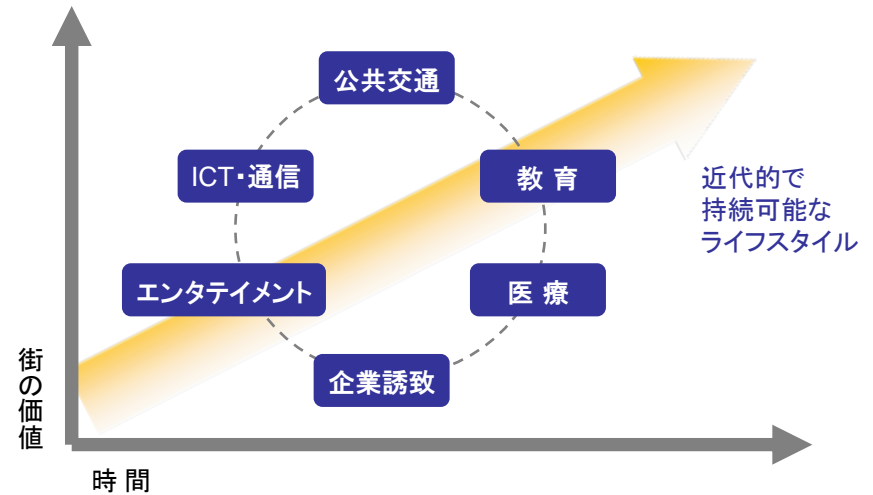 公共交通
ICT・通信
教 育
近代的で
持続可能な
ライフスタイル
エンタテイメント
医 療
企業誘致
街の価値
時 間